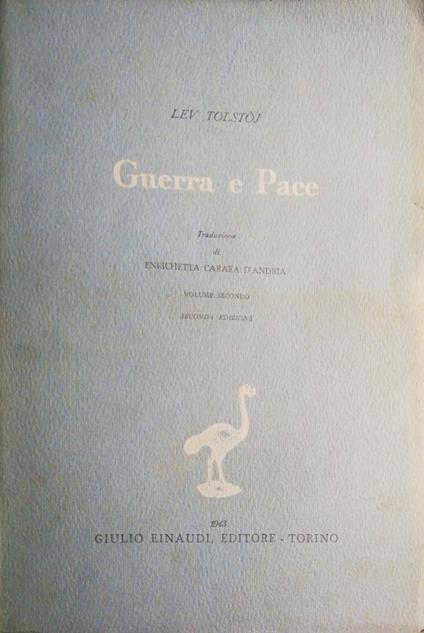 LEV TOLSTÒJ
Guerra e Pace
Traduzione
di
ENRICHETTA CARAFA D'ANDRIA
VOLUME SECONDO
SECONDA EDIZIONE
1943
GIULIO EINAUDI, EDITORE - TORINO